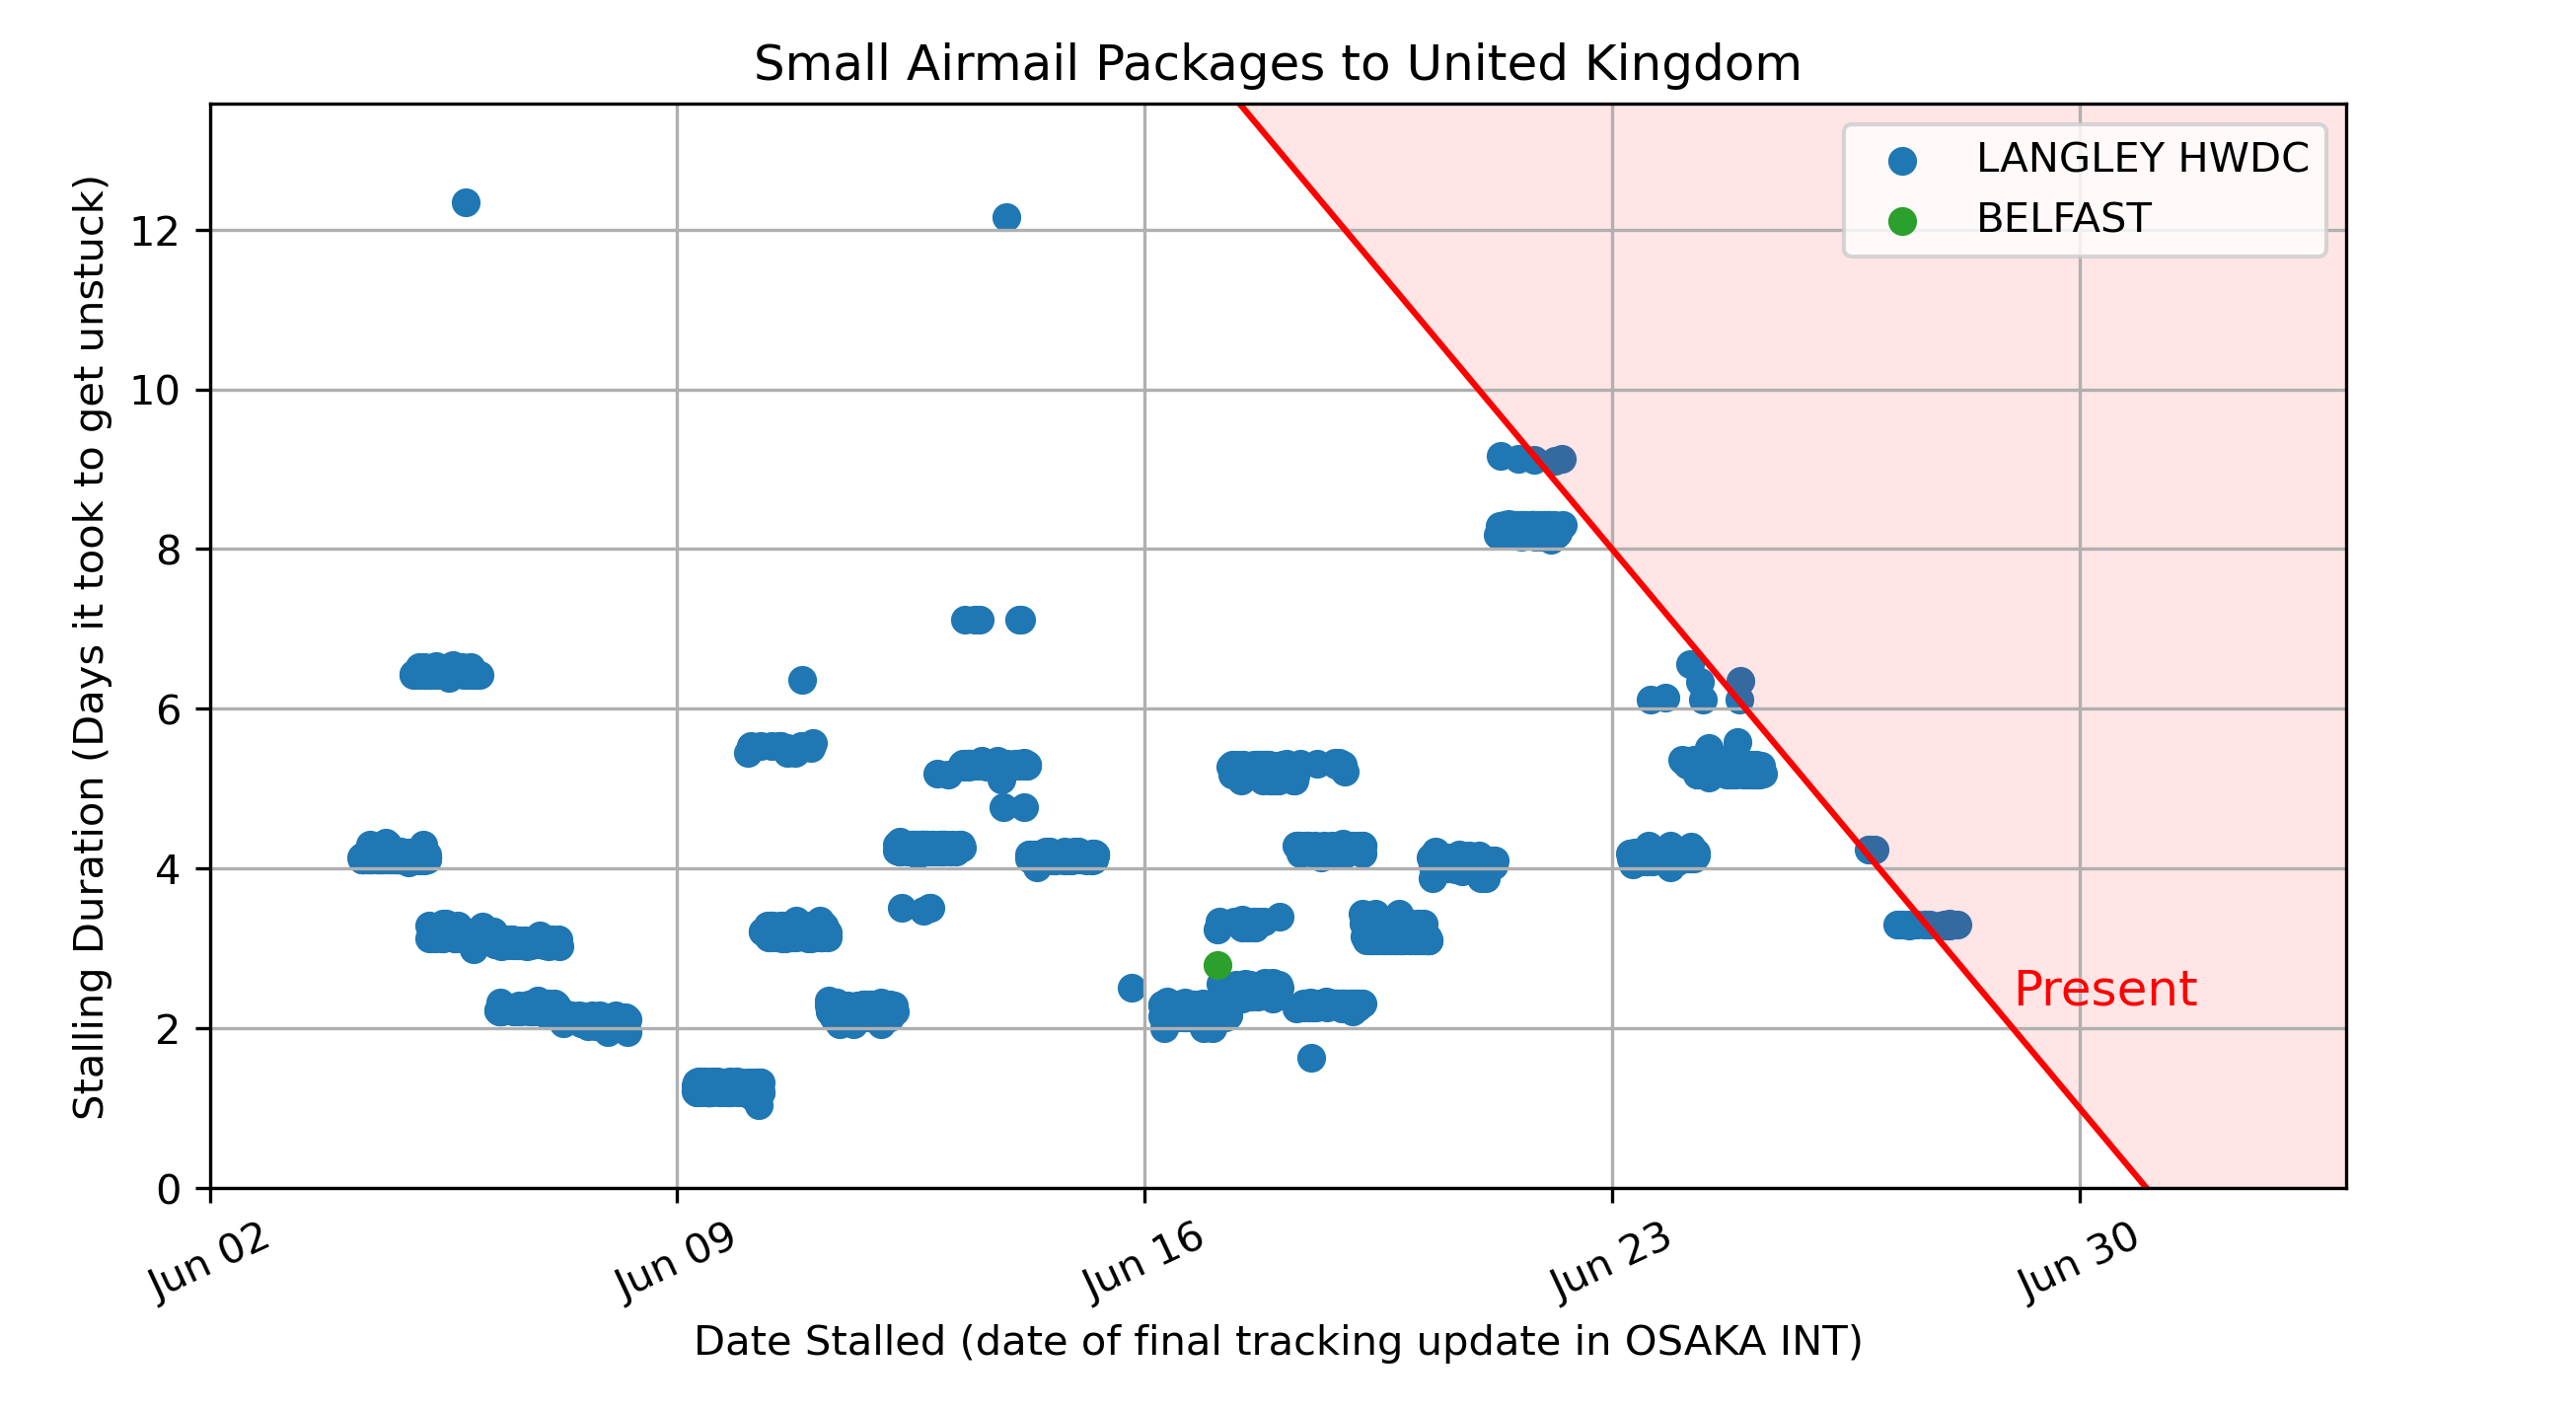 Small Airmail Packages to United Kingdom
Stalling Duration (Days it took to get unstuck)
12
10
8
6
4
2
0
LANGLEY HWDC
BELFAST
Present
Jun 02
Jun 09
Jun 16
Jun 23
Jun 30
Date Stalled (date of final tracking update in OSAKA INT)